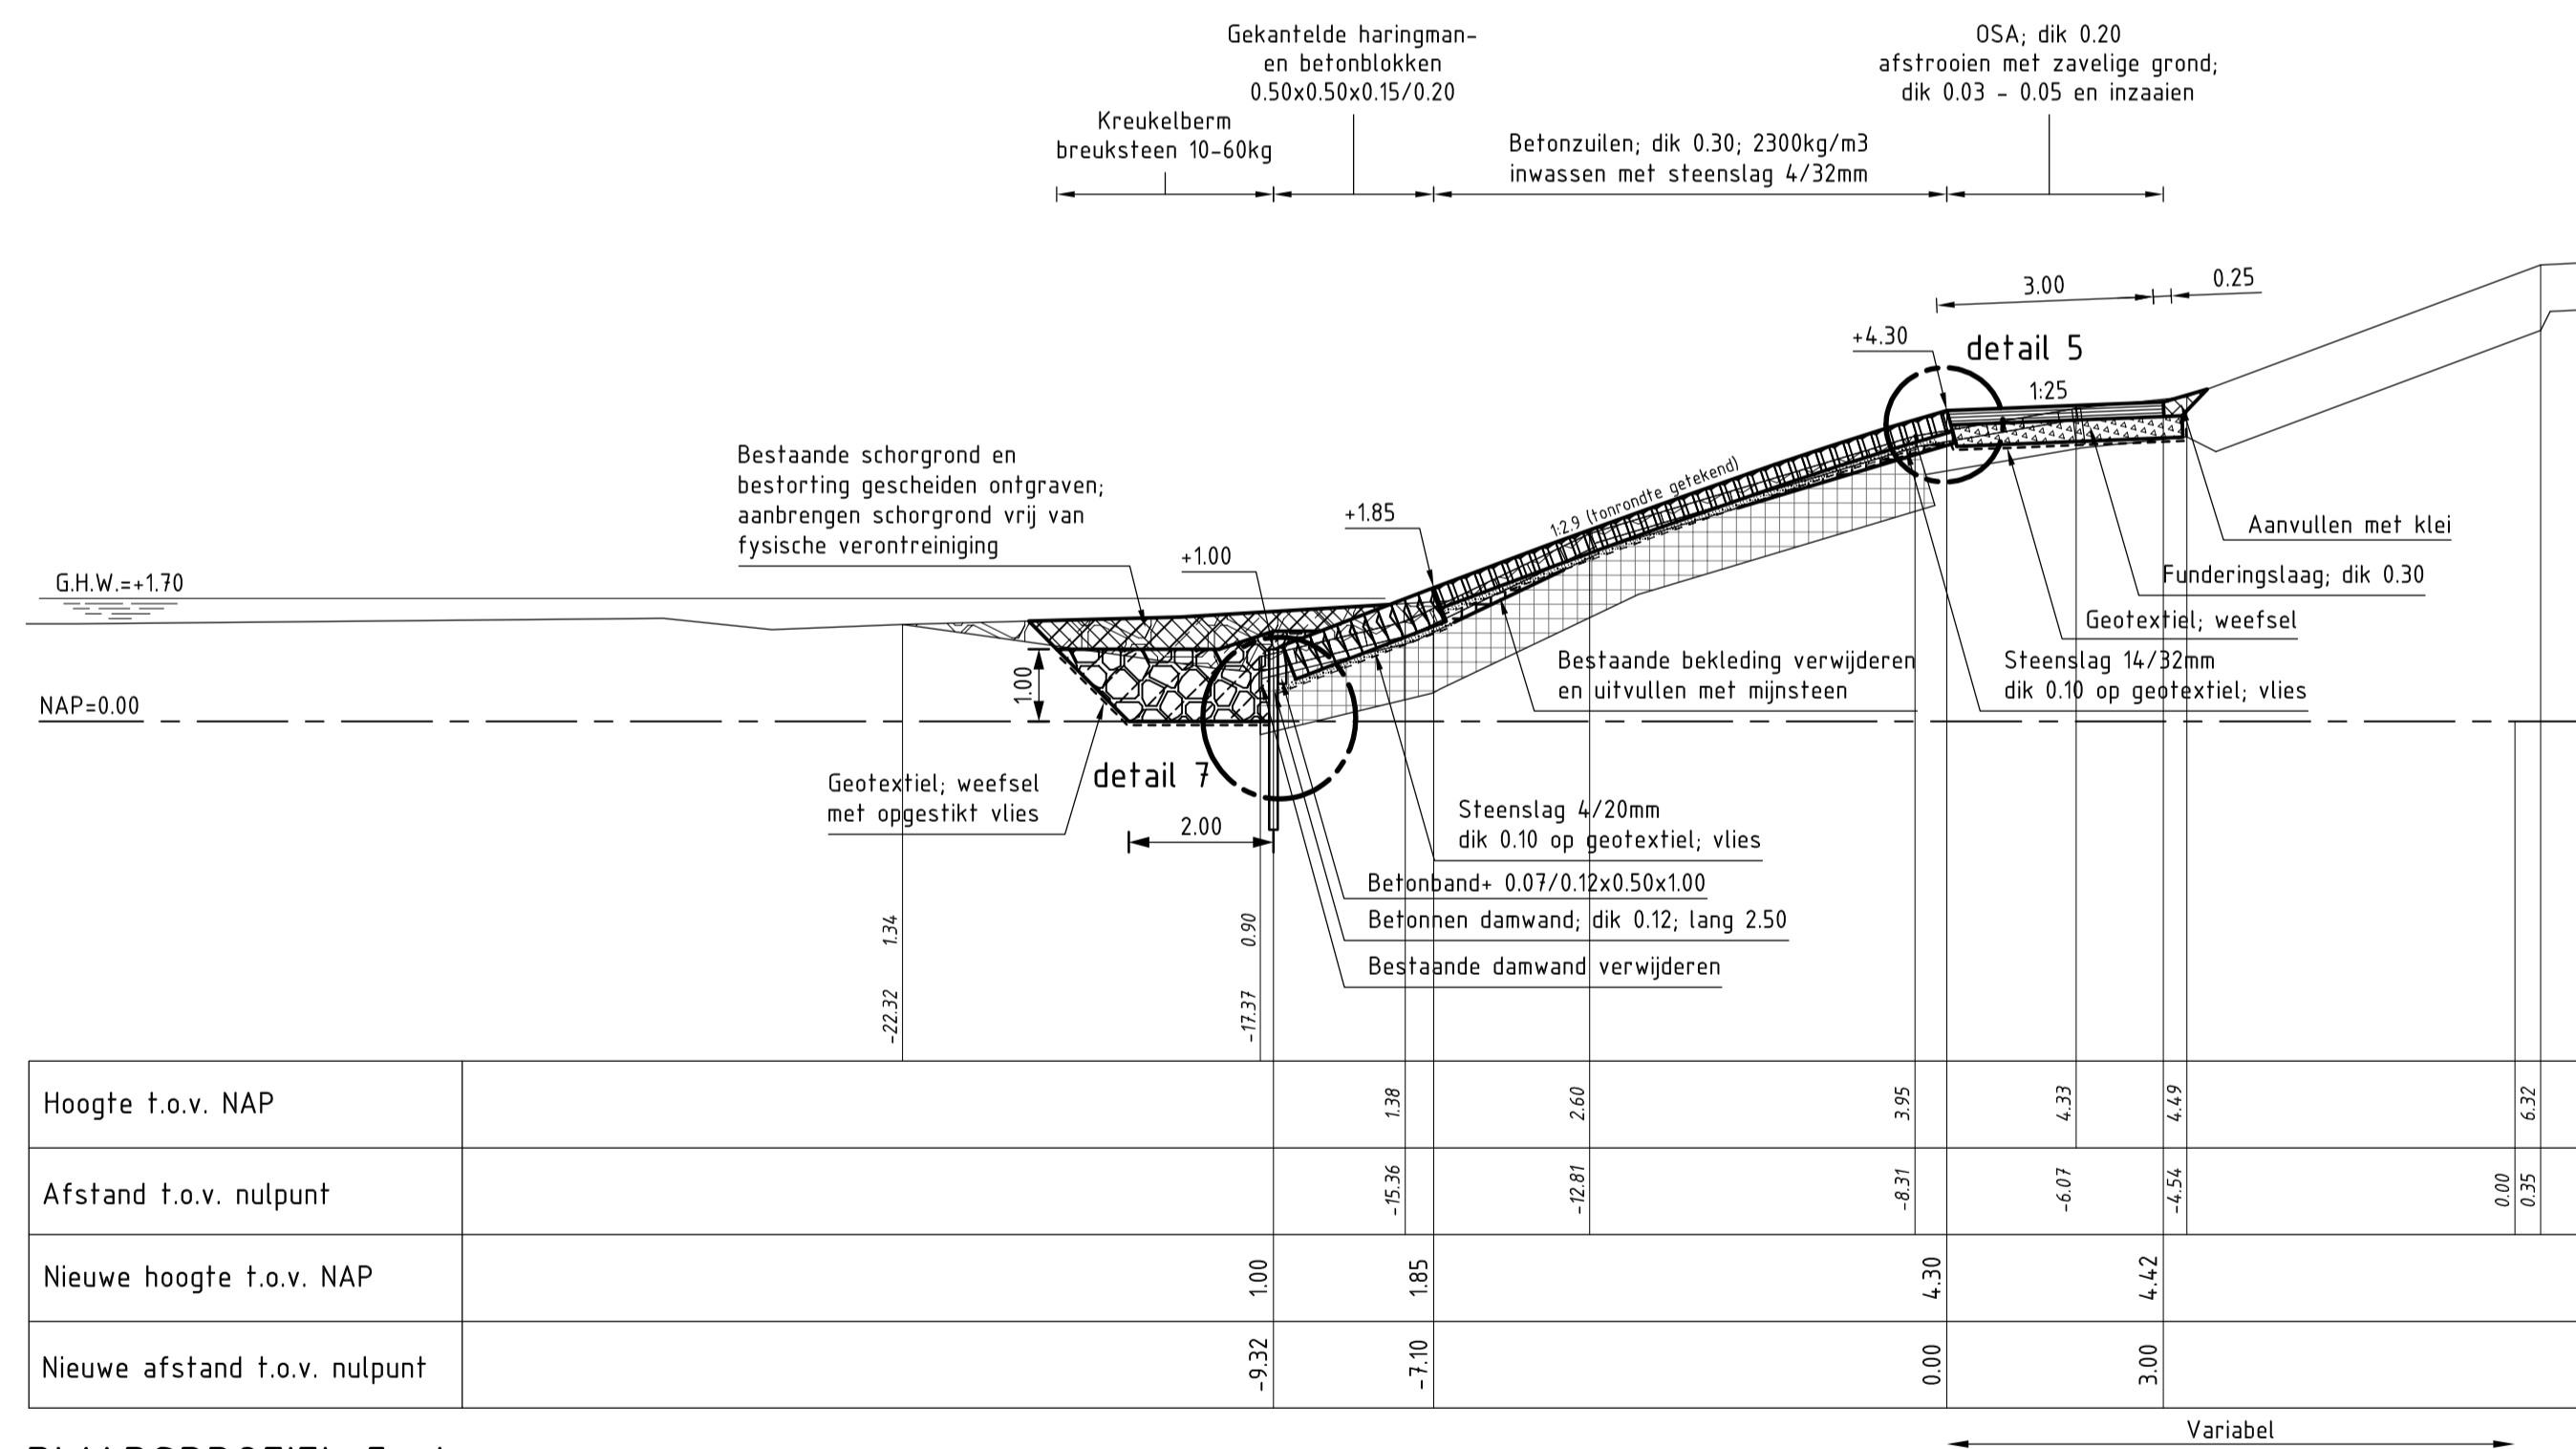 Gekantelde haringman-
en betonblokken
0.50x0.50x0.15/0.20
OSA; dik 0.20
afstrooien met zavelige grond;
dik 0.03 - 0.05 en inzaaien
Kreukelberm
breuksteen 10-60kg
Betonzuilen; dik 0.30; 2300kg/m3
inwassen met steenslag 4/32mm
3.00
0.25
+4.30
detail 5
1:25
Bestaande schorgrond en
bestorting gescheiden ontgraven;
aanbrengen schorgrond vrij van
fysische verontreiniging
+1.85
1:2.9 (tonrondte getekend)
+1.00
Aanvullen met klei
G.H.W.=+1.70
Funderingslaag; dik 0.30
Geotextiel; weefsel
Bestaande bekleding verwijderen
en uitvullen met mijnsteen
Steenslag 14/32mm
dik 0.10 op geotextiel; vlies
1.00
NAP=0.00
Geotextiel; weefsel
met opgestikt vlies
detail 7
2.00
Steenslag 4/20mm
dik 0.10 op geotextiel; vlies
Betonband+ 0.07/0.12x0.50x1.00
Betonnen damwand; dik 0.12; lang 2.50
Bestaande damwand verwijderen
1.34
0.90
-22.32
-17.37
Hoogte t.o.v. NAP
1.38
2.60
3.95
4.33
4.49
6.32
Afstand t.o.v. nulpunt
-15.36
-12.81
-8.31
-6.07
-4.54
0.00
0.35
Nieuwe hoogte t.o.v. NAP
1.00
1.85
4.30
4.42
Nieuwe afstand t.o.v. nulpunt
-9.32
-7.10
0.00
3.00
Variabel